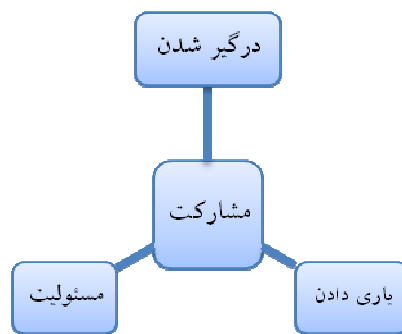 درگیر شدن
مشارکت
یاری دادن
مسئولیت